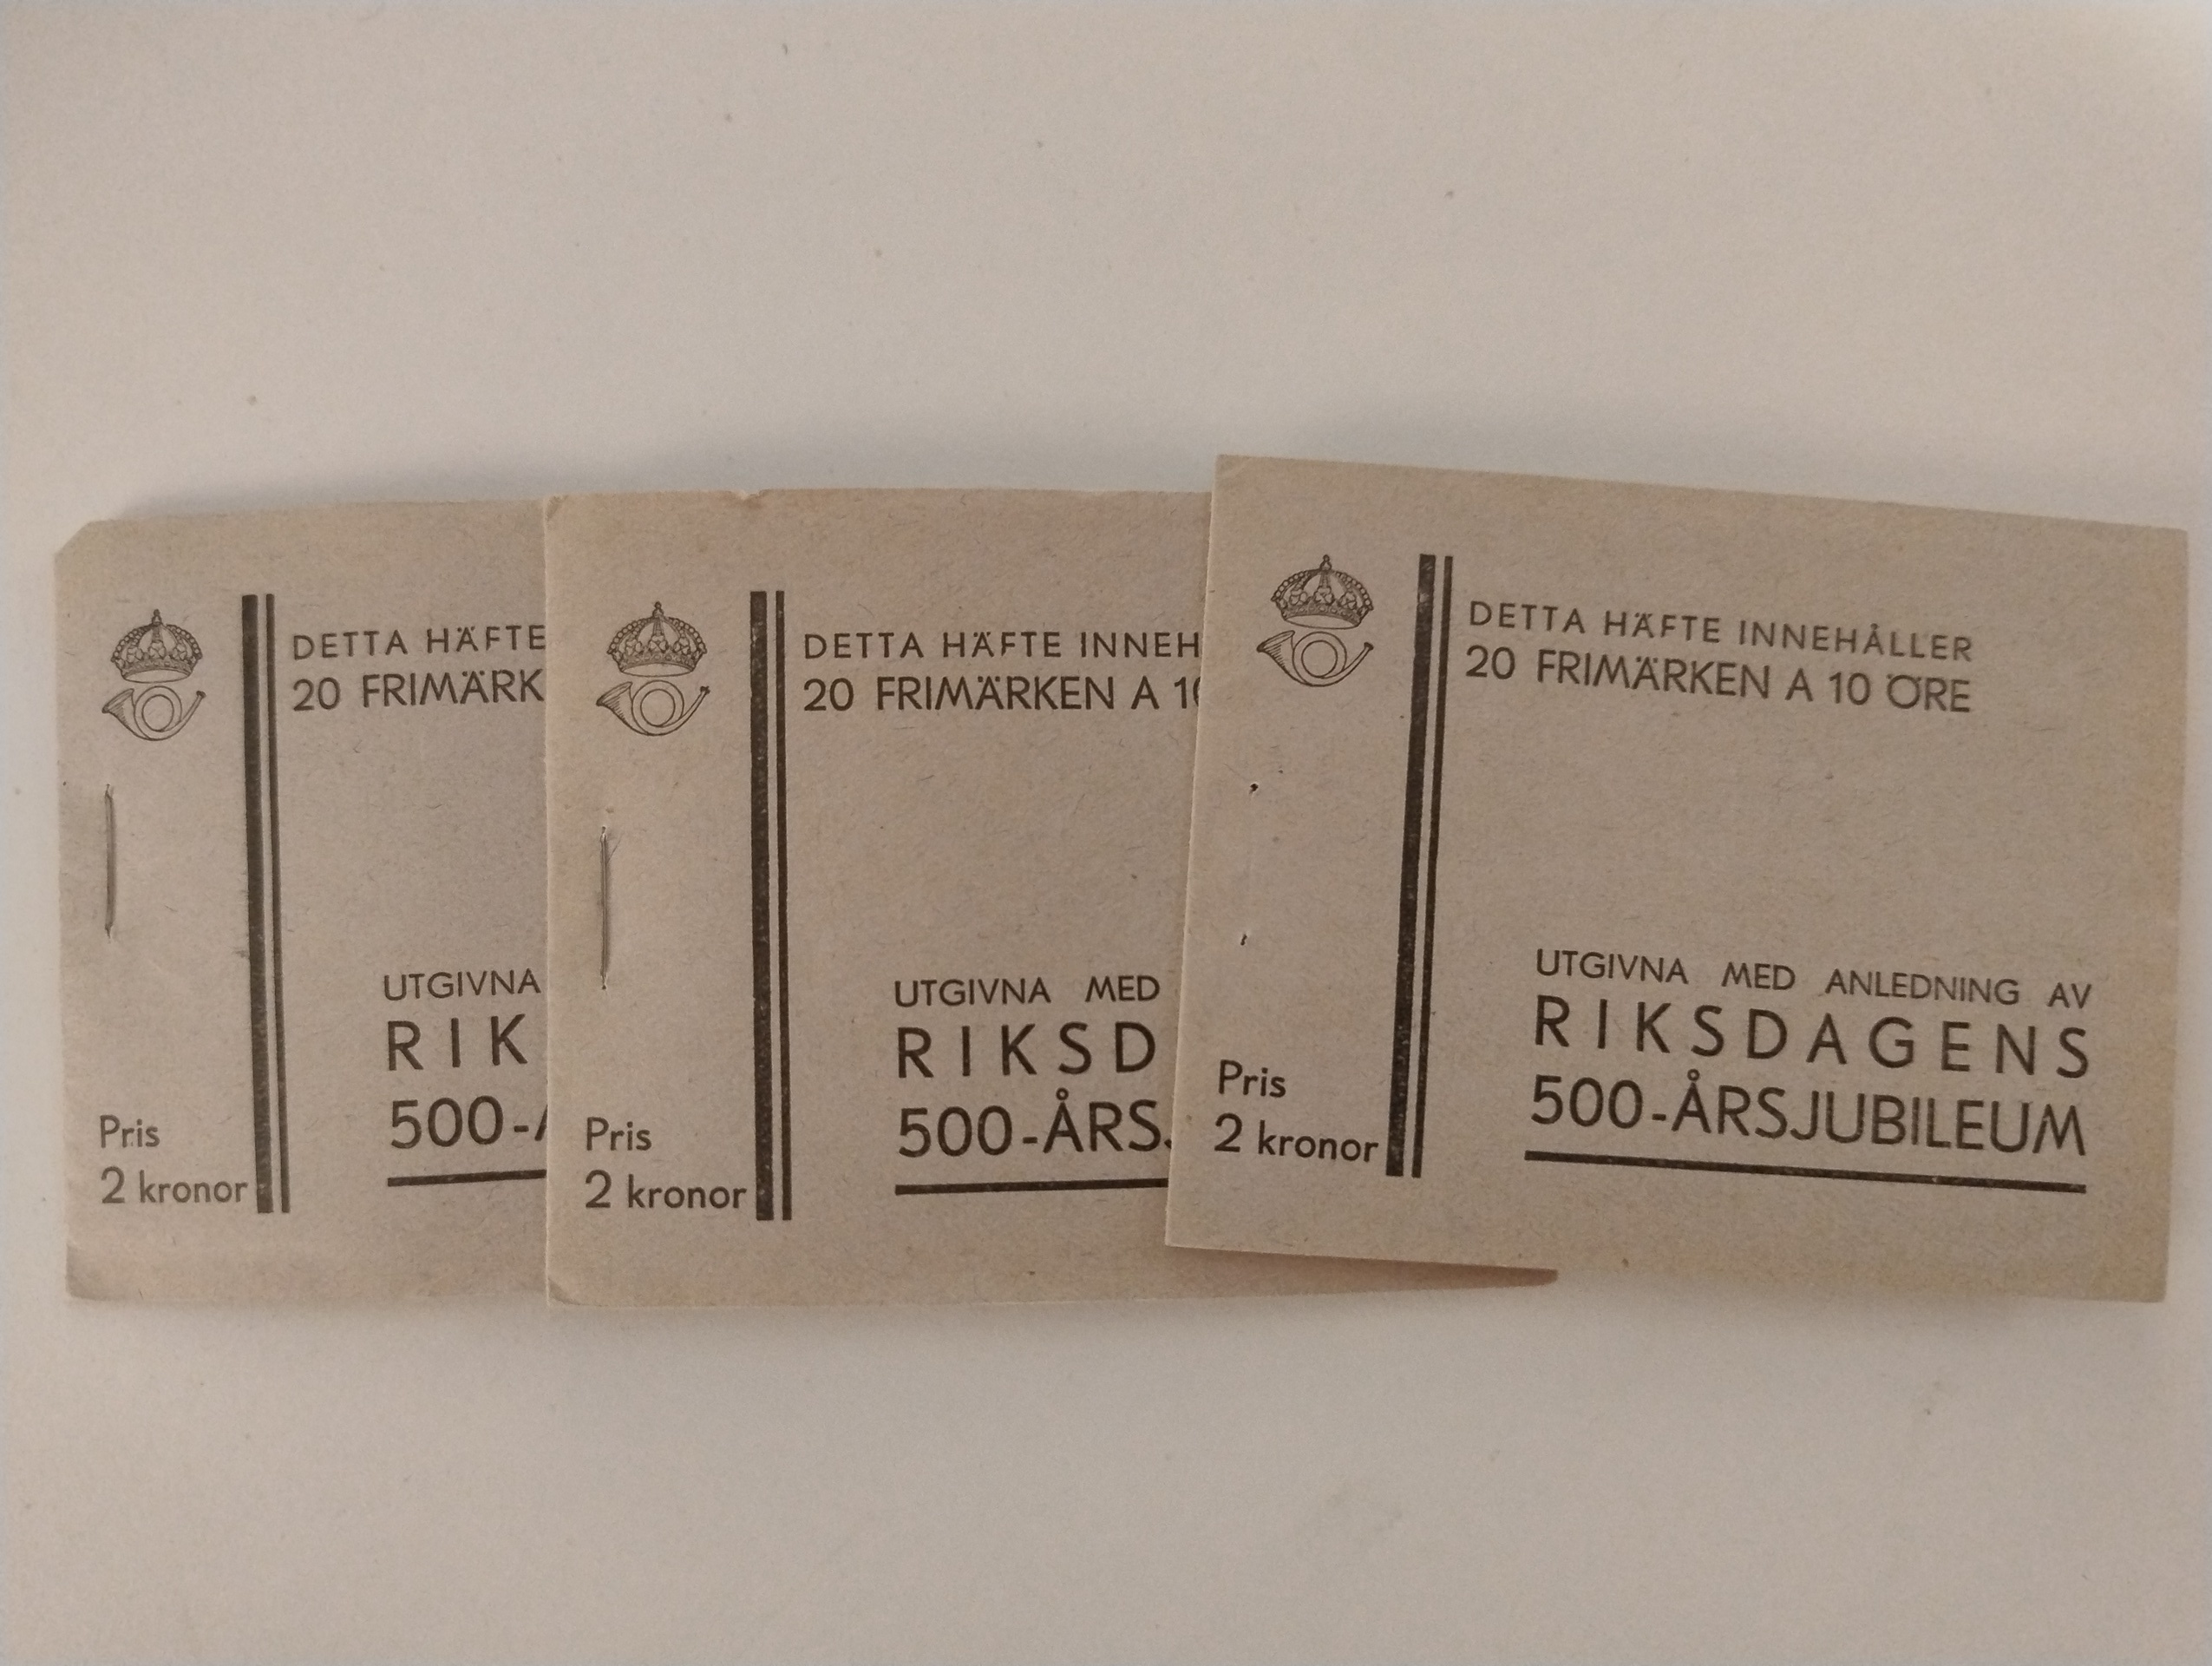 DETTA HÄFTE
20 FRIMÄRK
UTGIVNA
RIK
500-
Pris
2 kronor
DETTA HÄFTE INNEH
20 FRIMÄRKEN A 10
UTGIVNA MED
RIKSD
500-ÅRS
Pris
2 kronor
DETTA HÄFTE INNEHÅLLER
20 FRIMÄRKEN A 10 ÖRE
UTGIVNA MED ANLEDNING AV
RIKSDAGENS
500-ÅRSJUBILEUM
Pris
2 kronor